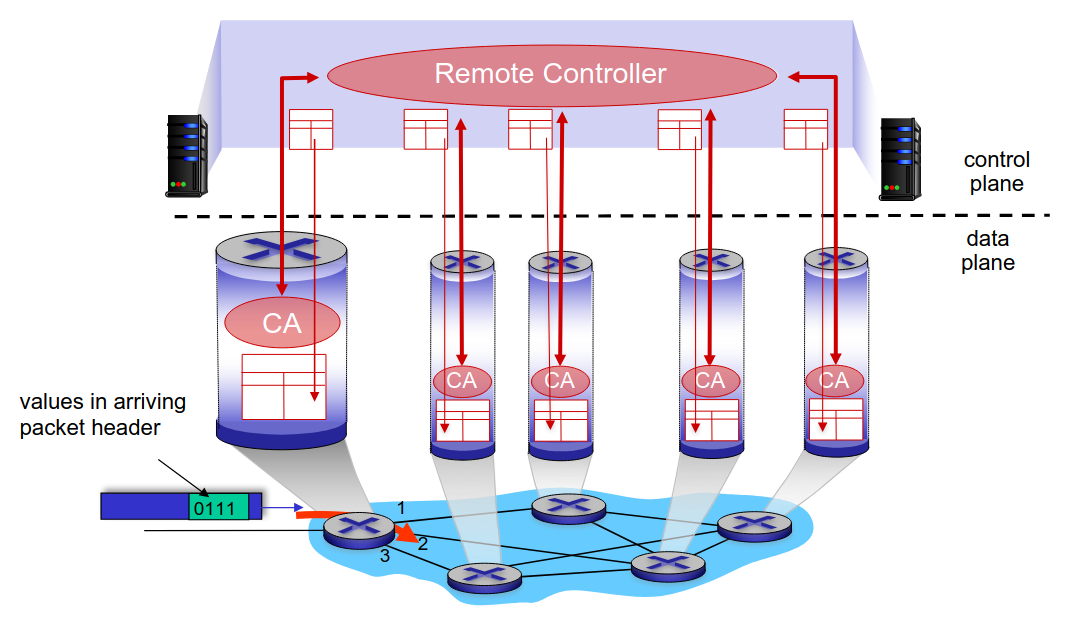 Remote Controller
control
plane
data
plane
CA
CA
CA
CA
CA
values in arriving
packet header
0111
1
2
3